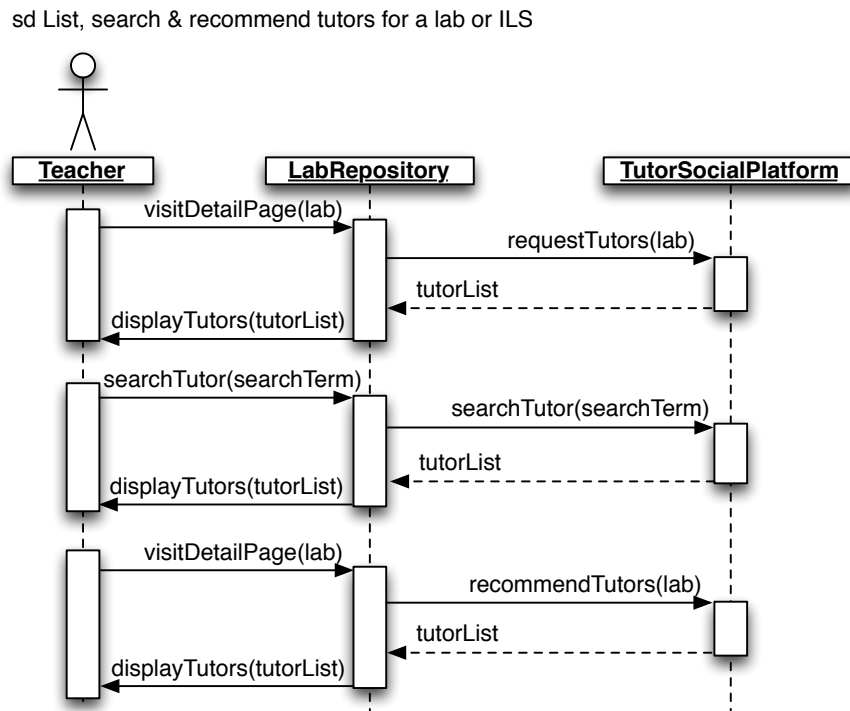 sd List, search & recommend tutors for a lab or ILS
Teacher
LabRepository
TutorSocialPlatform
visitDetailPage(lab)
requestTutors(lab)
tutorList
displayTutors(tutorList)
searchTutor(searchTerm)
searchTutor(searchTerm)
tutorList
displayTutors(tutorList)
visitDetailPage(lab)
recommendTutors(lab)
tutorList
displayTutors(tutorList)